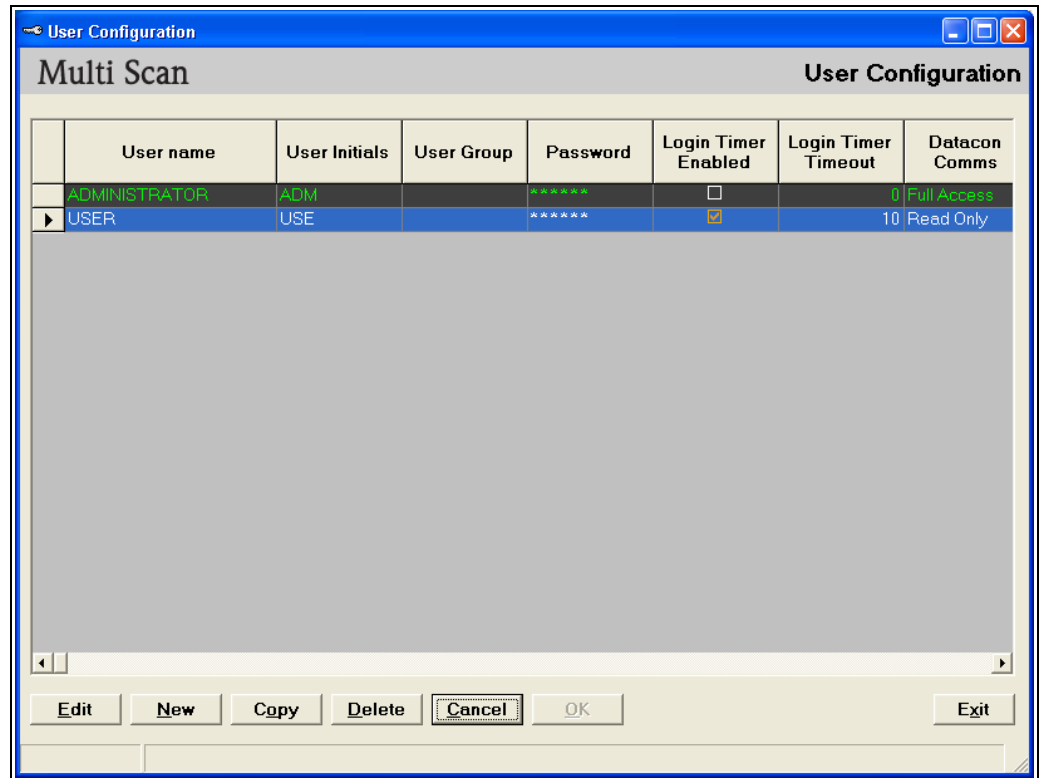 User Configuration
Multi Scan
User Configuration
User name User Initials User Group Password Login Timer Enabled Login Timer Timeout Datacon Comms
ADMINISTRATOR ADM ****** 0 Full Access
USER USE ****** 10 Read Only
Edit New Copy Delete Cancel OK Exit